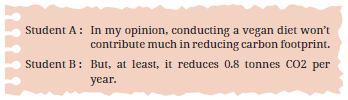 Student A : In my opinion, conducting a vegan diet won't
contribute much in reducing carbon footprint.
Student B : But, at least, it reduces 0.8 tonnes CO2 per
year.